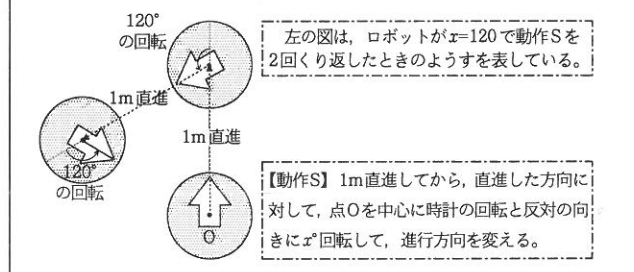 120°
の回転
左の図は，ロボットがx=120で動作Sを
2回くり返したときのようすを表している。
1m直進
1m直進
120°
の回転
O
【動作S】 1m直進してから，直進した方向に
対して，点Oを中心に時計の回転と反対の向
きにx°回転して，進行方向を変える。